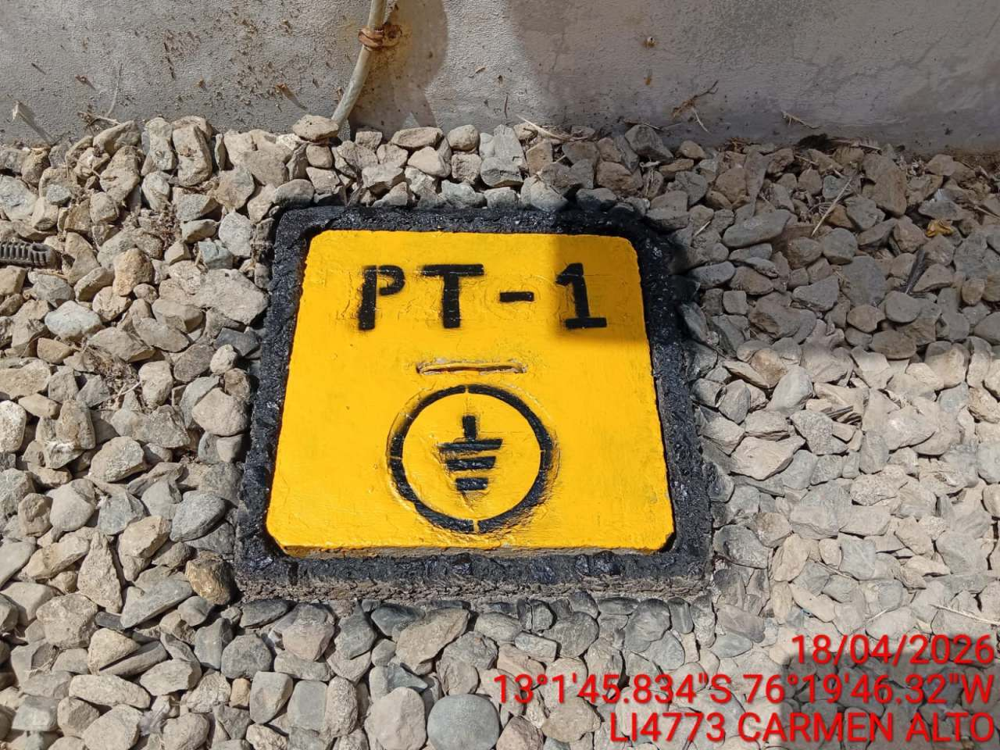 PT-1
18/04/2026
13°1'45.834"S 76°19'46.32"W
LI4773 CARMEN ALTO